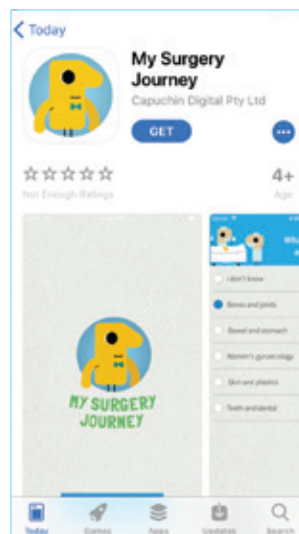 Today
My Surgery
Journey
Capuchin Digital Pty Ltd
GET
Not Enough Ratings
4+
Age
MY SURGERY
JOURNEY
I don't know
Bones and joints
Bowel and stomach
Women's gynaecology
Skin and plastics
Teeth and dental
Today
Games
Apps
Updates
Search